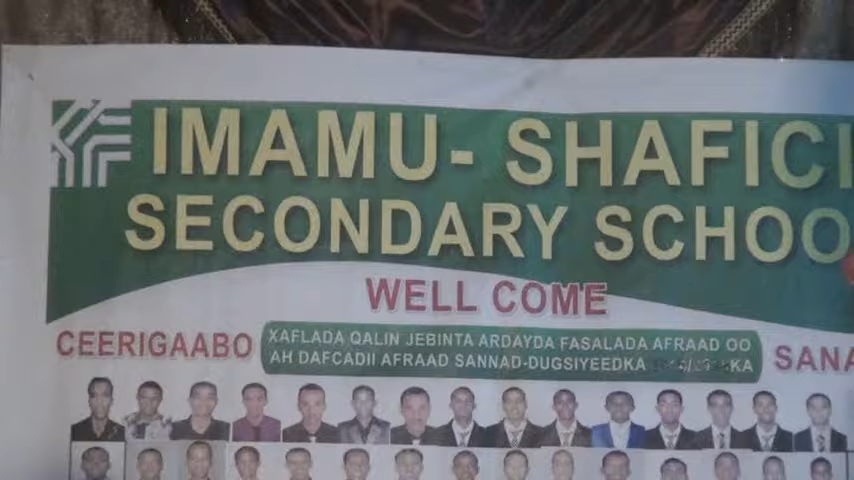 IMAMU- SHAFICI
SECONDARY SCHOO
WELL COME
CEERIGAABO
XAFLADA QALIN JEBINTA ARDAYDA FASALADA AFRAAD OO
AH DAFCADII AFRAAD SANNAD-DUGSIYEEDKA KA
SANA